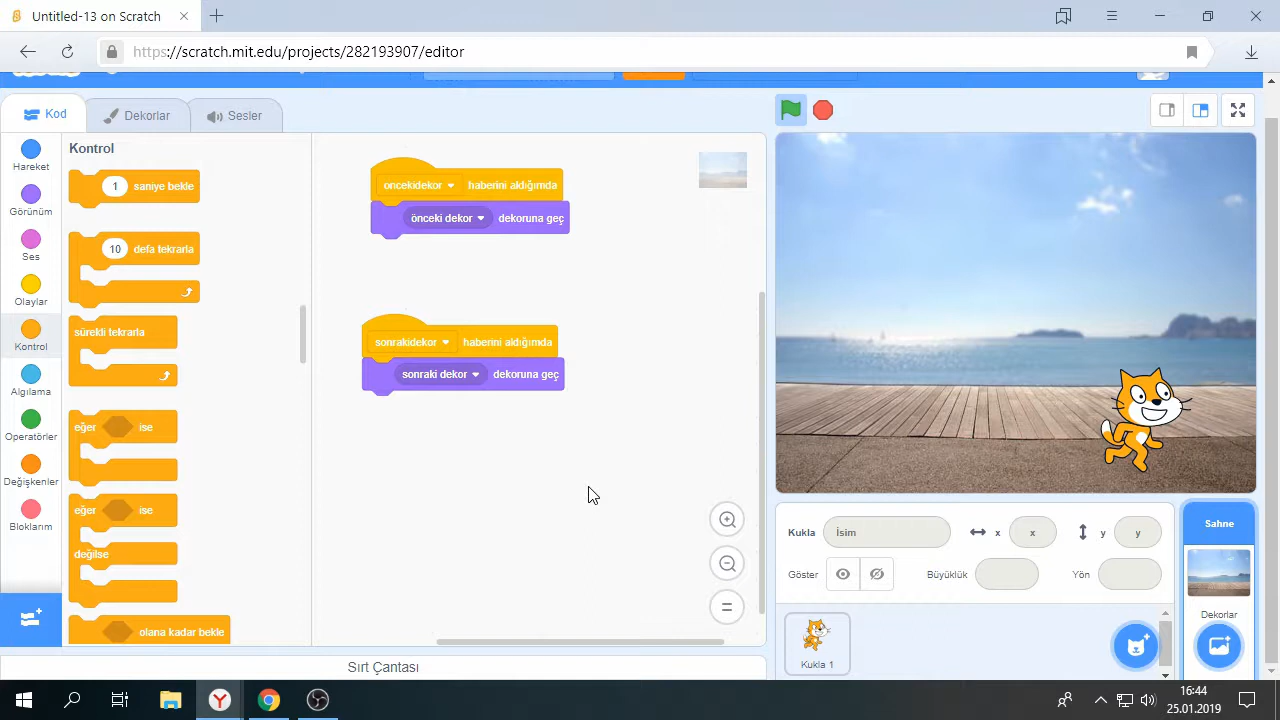 Untitled-13 on Scratch
https://scratch.mit.edu/projects/282193907/editor
Kod
Dekorlar
Sesler
Hareket
Görünüm
Ses
Olaylar
Kontrol
Algılama
Operatörler
Değişkenler
Bloklarım
Kontrol
1 saniye bekle
10 defa tekrarla
sürekli tekrarla
eğer ise
eğer ise
değilse
olana kadar bekle
oncekidekor haberini aldığımda
önceki dekor dekoruna geç
sonrakidekor haberini aldığımda
sonraki dekor dekoruna geç
Sırt Çantası
Kukla İsim x x y y
Göster Büyüklük Yön
Kukla 1
Sahne
Dekorlar
16:44
25.01.2019